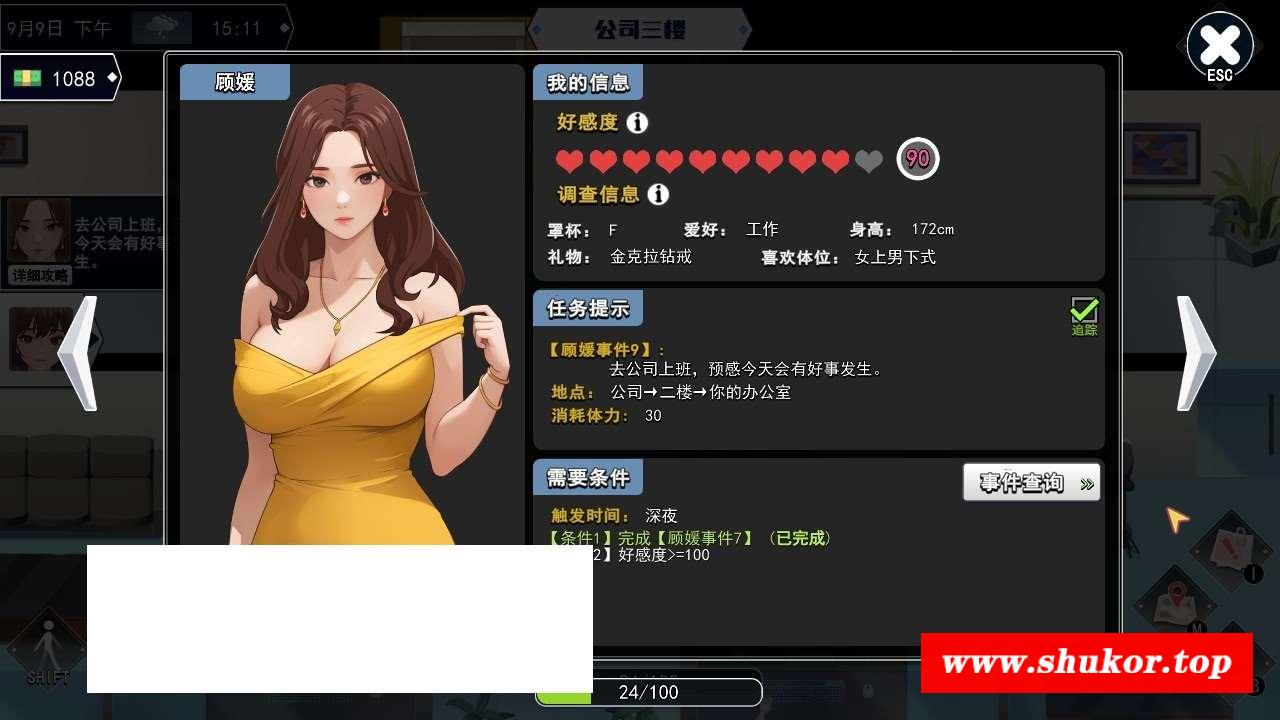 9月9日 下午 15:11
公司三楼
ESC
1088
顾媛
我的信息
好感度
90
调查信息
罩杯: F 爱好: 工作 身高: 172cm
礼物: 金克拉钻戒 喜欢体位: 女上男下式
去公司上班,
今天会有好事
生。
详细攻略
任务提示
追踪
【顾媛事件9】:
去公司上班，预感今天会有好事发生。
地点: 公司→二楼→你的办公室
消耗体力: 30
需要条件
事件查询 »
触发时间: 深夜
【条件1】完成【顾媛事件7】 (已完成)
2】好感度>=100
I
M
SHIFT
www.shukor.top
24/100